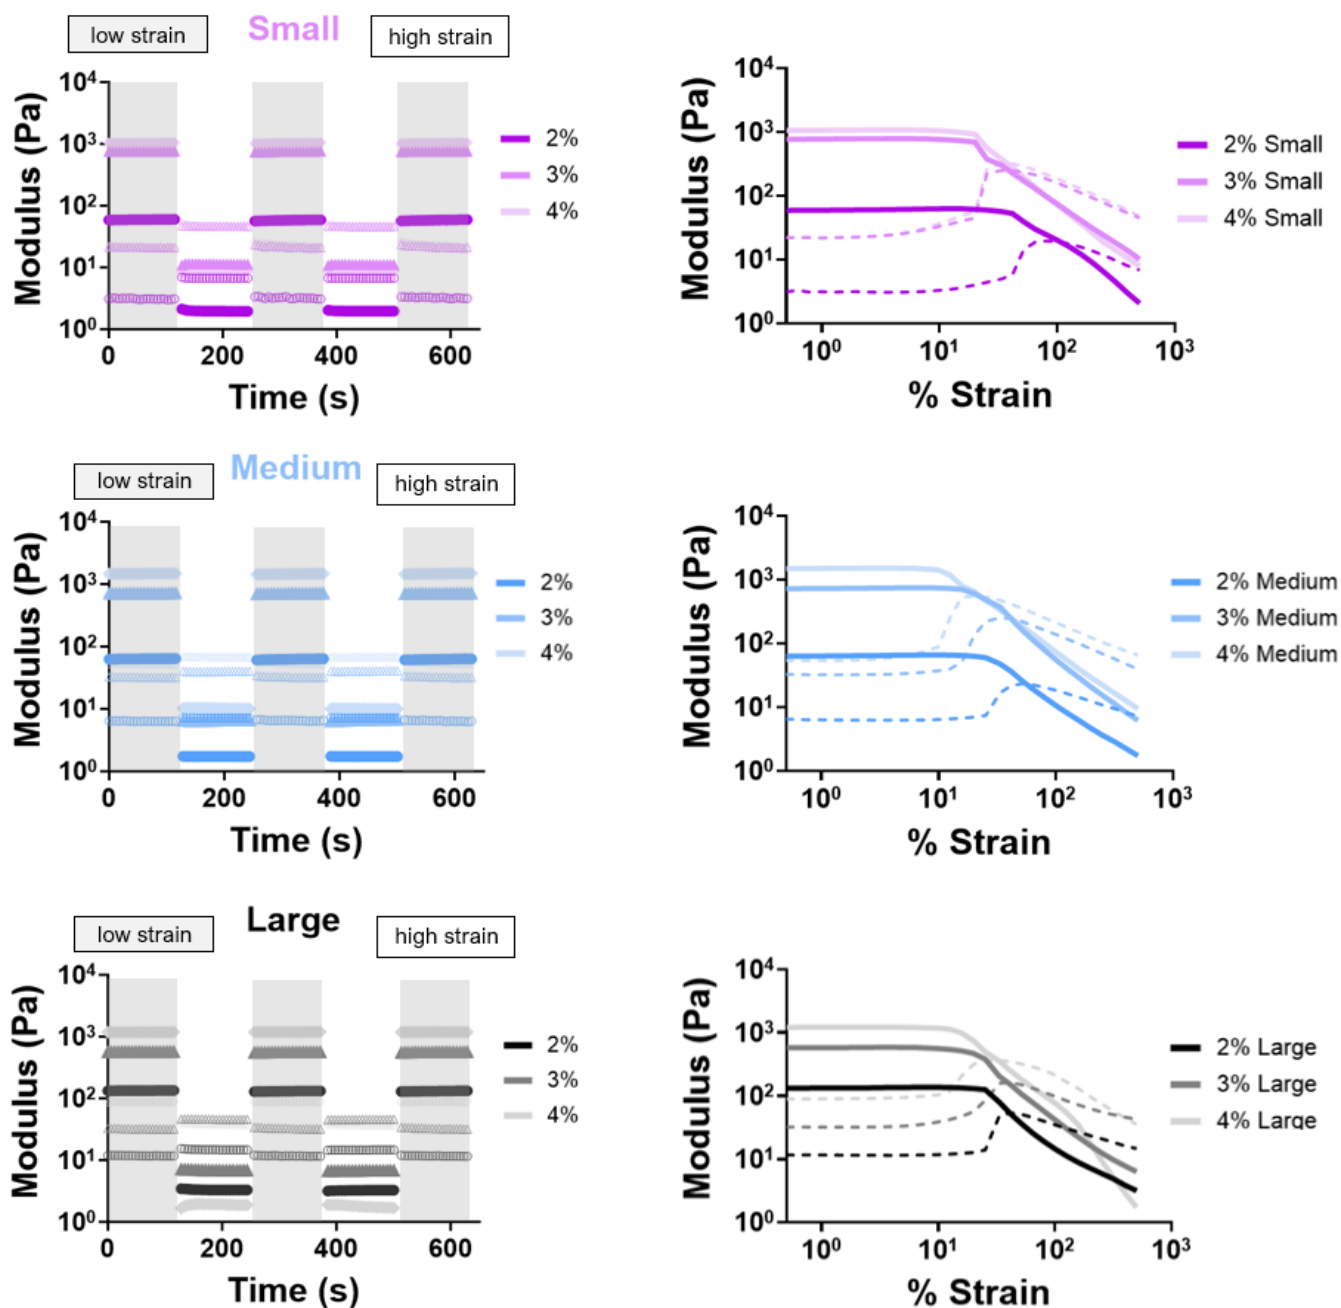 low strain Small high strain
10⁴
10³
10²
10¹
10⁰
Modulus (Pa)
0 200 400 600
Time (s)
2%
3%
4%
10⁴
10³
10²
10¹
10⁰
Modulus (Pa)
10⁰ 10¹ 10² 10³
% Strain
2% Small
3% Small
4% Small
low strain Medium high strain
10⁴
10³
10²
10¹
10⁰
Modulus (Pa)
0 200 400 600
Time (s)
2%
3%
4%
10⁴
10³
10²
10¹
10⁰
Modulus (Pa)
10⁰ 10¹ 10² 10³
% Strain
2% Medium
3% Medium
4% Medium
low strain Large high strain
10⁴
10³
10²
10¹
10⁰
Modulus (Pa)
0 200 400 600
Time (s)
2%
3%
4%
10⁴
10³
10²
10¹
10⁰
Modulus (Pa)
10⁰ 10¹ 10² 10³
% Strain
2% Large
3% Large
4% Large